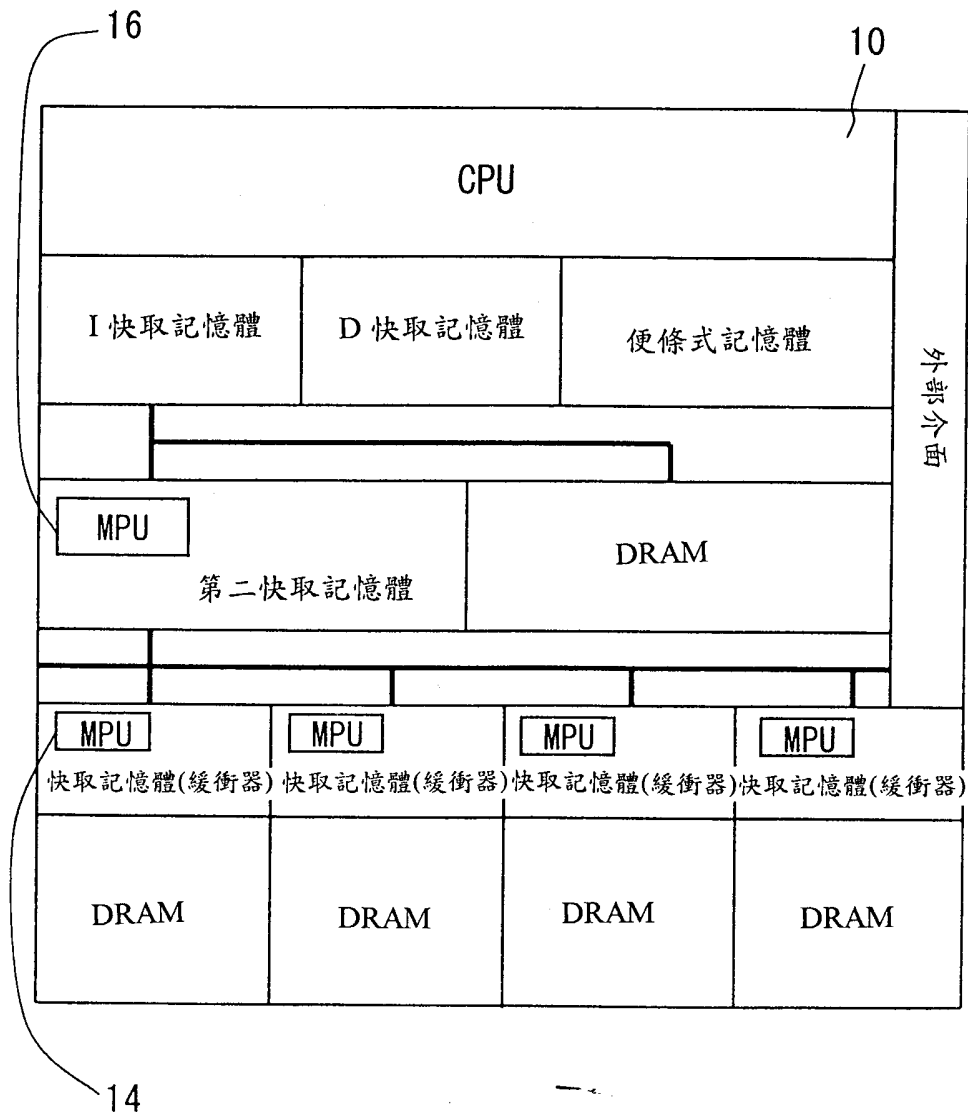 16
10
CPU
I 快取記憶體
D 快取記憶體
便條式記憶體
外部介面
MPU
第二快取記憶體
DRAM
MPU
快取記憶體(緩衝器)
MPU
快取記憶體(緩衝器)
MPU
快取記憶體(緩衝器)
MPU
快取記憶體(緩衝器)
DRAM
DRAM
DRAM
DRAM
14